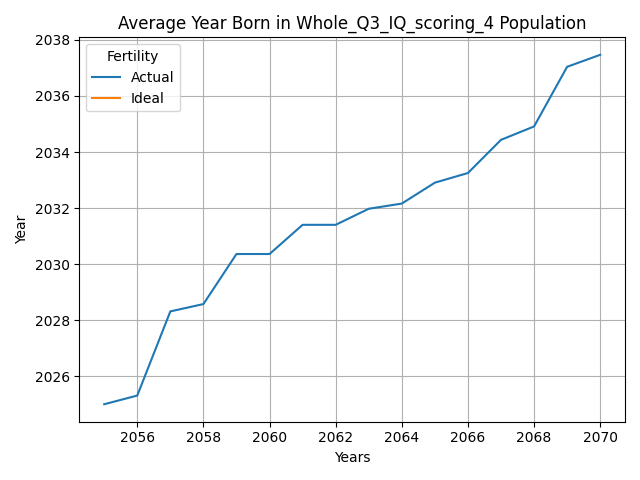 Average Year Born in Whole_Q3_IQ_scoring_4 Population
Fertility
Actual
Ideal
Year
2038
2036
2034
2032
2030
2028
2026
2056 2058 2060 2062 2064 2066 2068 2070
Years